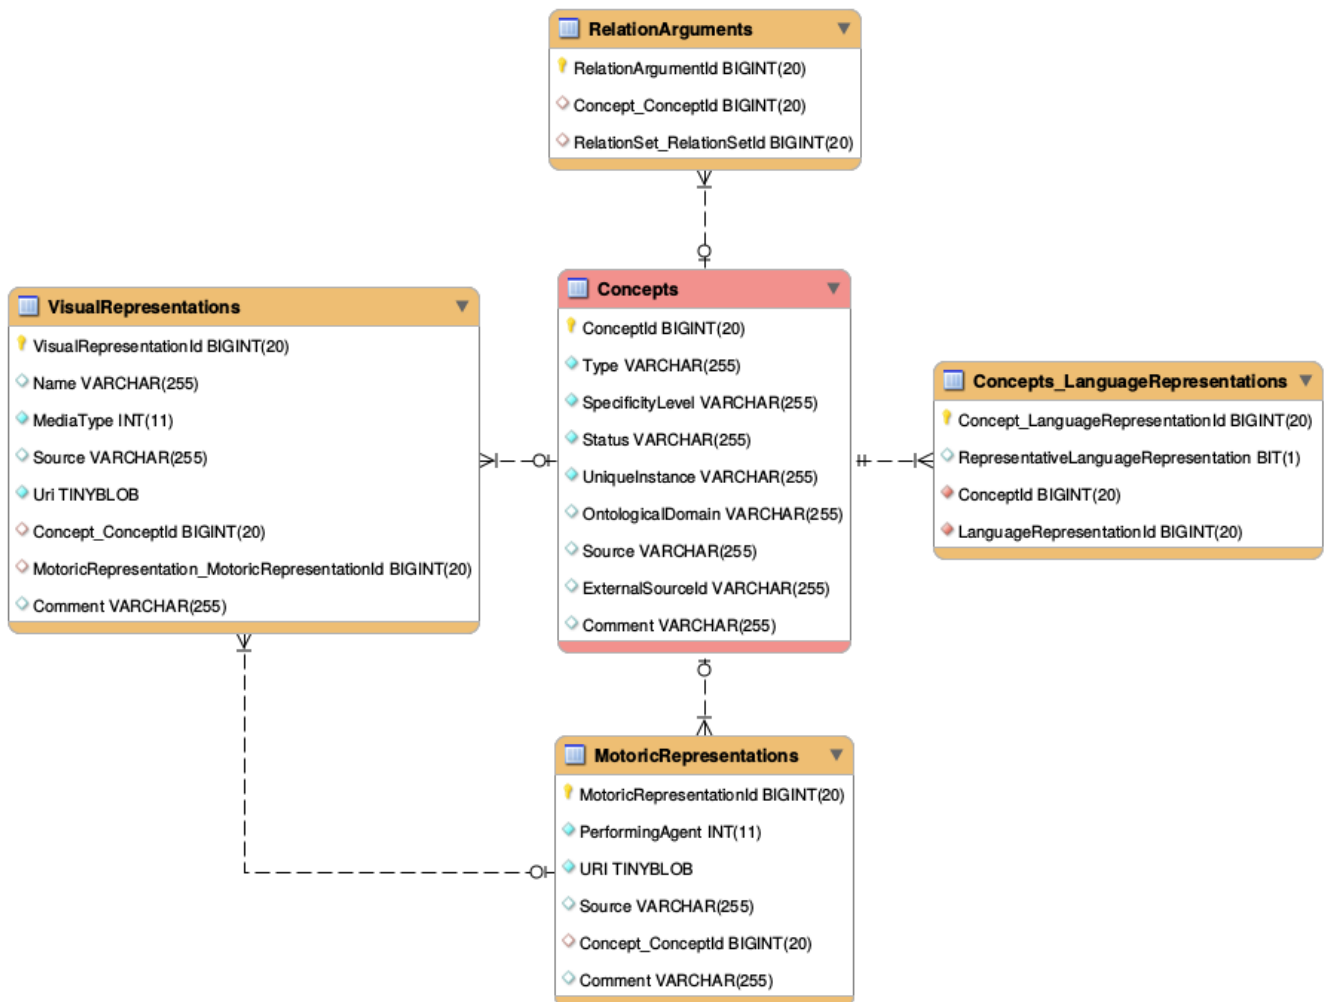 RelationArguments
RelationArgumentId BIGINT(20)
Concept_ConceptId BIGINT(20)
RelationSet_RelationSetId BIGINT(20)
VisualRepresentations
VisualRepresentationId BIGINT(20)
Name VARCHAR(255)
MediaType INT(11)
Source VARCHAR(255)
Uri TINYBLOB
Concept_ConceptId BIGINT(20)
MotoricRepresentation_MotoricRepresentationId BIGINT(20)
Comment VARCHAR(255)
Concepts
ConceptId BIGINT(20)
Type VARCHAR(255)
SpecificityLevel VARCHAR(255)
Status VARCHAR(255)
UniqueInstance VARCHAR(255)
OntologicalDomain VARCHAR(255)
Source VARCHAR(255)
ExternalSourceId VARCHAR(255)
Comment VARCHAR(255)
Concepts_LanguageRepresentations
Concept_LanguageRepresentationId BIGINT(20)
RepresentativeLanguageRepresentation BIT(1)
ConceptId BIGINT(20)
LanguageRepresentationId BIGINT(20)
MotoricRepresentations
MotoricRepresentationId BIGINT(20)
PerformingAgent INT(11)
URI TINYBLOB
Source VARCHAR(255)
Concept_ConceptId BIGINT(20)
Comment VARCHAR(255)